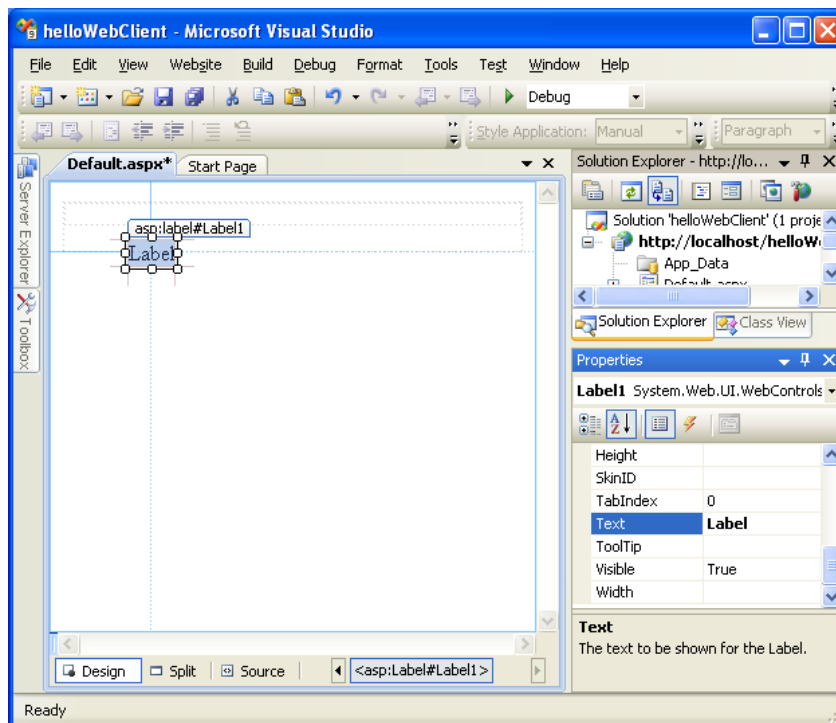 helloWebClient - Microsoft Visual Studio
File Edit View Website Build Debug Format Tools Test Window Help
Debug
Style Application: Manual Paragraph
Server Explorer
Toolbox
Default.aspx* Start Page
asp:label#Label1
Label
Solution Explorer - http://lo...
Solution 'helloWebClient' (1 proje
http://localhost/helloW
App_Data
Default.aspx
Solution Explorer Class View
Properties
Label1 System.Web.UI.WebControls
Height
SkinID
TabIndex 0
Text Label
ToolTip
Visible True
Width
Text
The text to be shown for the Label.
Design Split Source <asp:Label#Label1>
Ready